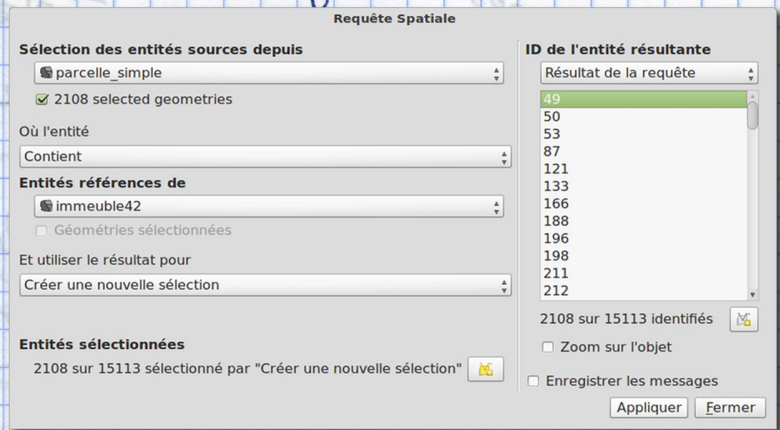 Requête Spatiale
Sélection des entités sources depuis
parcelle_simple
2108 selected geometries
Où l'entité
Contient
Entités références de
immeuble42
Géométries sélectionnées
Et utiliser le résultat pour
Créer une nouvelle sélection
Entités sélectionnées
2108 sur 15113 sélectionné par "Créer une nouvelle sélection"
ID de l'entité résultante
Résultat de la requête
49
50
53
87
121
133
166
188
196
198
211
212
2108 sur 15113 identifiés
Zoom sur l'objet
Enregistrer les messages
Appliquer
Fermer